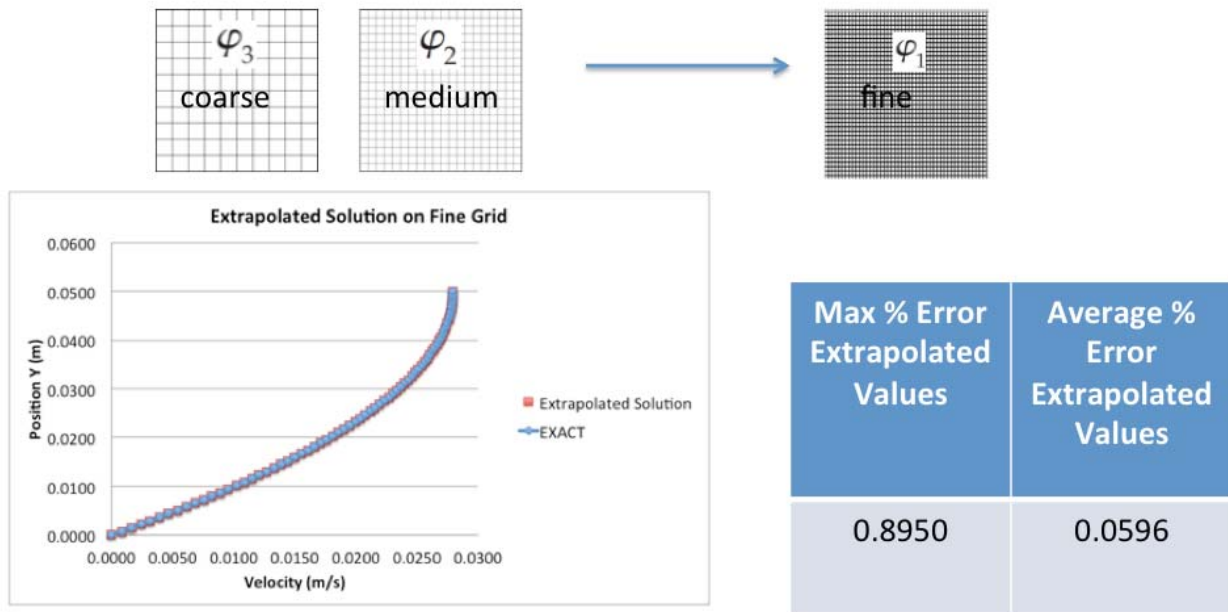 φ3
coarse
φ2
medium
φ1
fine
Extrapolated Solution on Fine Grid
0.0600
0.0500
0.0400
0.0300
0.0200
0.0100
0.0000
Position Y (m)
0.0000 0.0050 0.0100 0.0150 0.0200 0.0250 0.0300
Velocity (m/s)
Extrapolated Solution
EXACT
Max % Error
Extrapolated
Values
Average %
Error
Extrapolated
Values
0.8950
0.0596